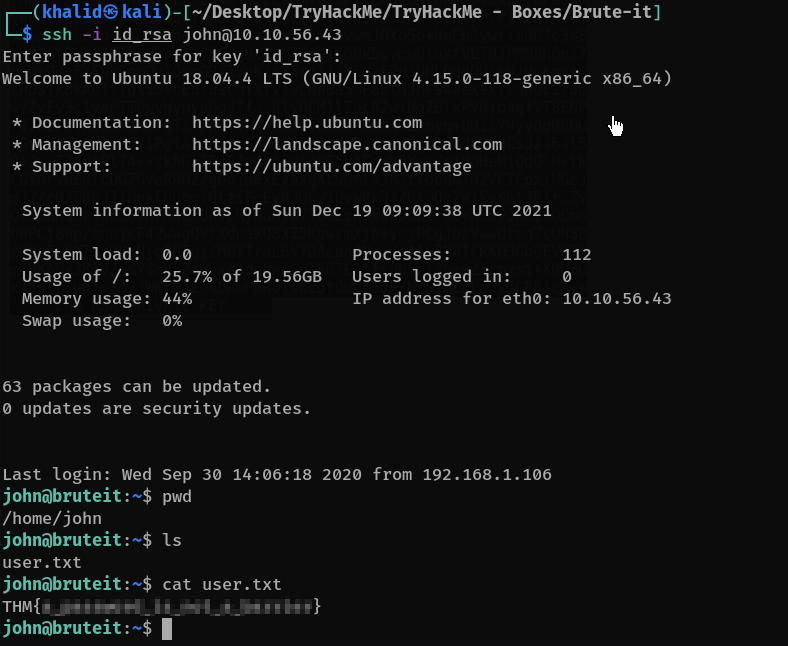 ┌──(khalid㉿kali)-[~/Desktop/TryHackMe/TryHackMe - Boxes/Brute-it]
└─$ ssh -i id_rsa john@10.10.56.43
Enter passphrase for key 'id_rsa':
Welcome to Ubuntu 18.04.4 LTS (GNU/Linux 4.15.0-118-generic x86_64)
* Documentation:  https://help.ubuntu.com
* Management:     https://landscape.canonical.com
* Support:        https://ubuntu.com/advantage
System information as of Sun Dec 19 09:09:38 UTC 2021
System load:  0.0                Processes:           112
Usage of /:   25.7% of 19.56GB   Users logged in:     0
Memory usage: 44%                IP address for eth0: 10.10.56.43
Swap usage:   0%
63 packages can be updated.
0 updates are security updates.
Last login: Wed Sep 30 14:06:18 2020 from 192.168.1.106
john@bruteit:~$ pwd
/home/john
john@bruteit:~$ ls
user.txt
john@bruteit:~$ cat user.txt
THM{}
john@bruteit:~$